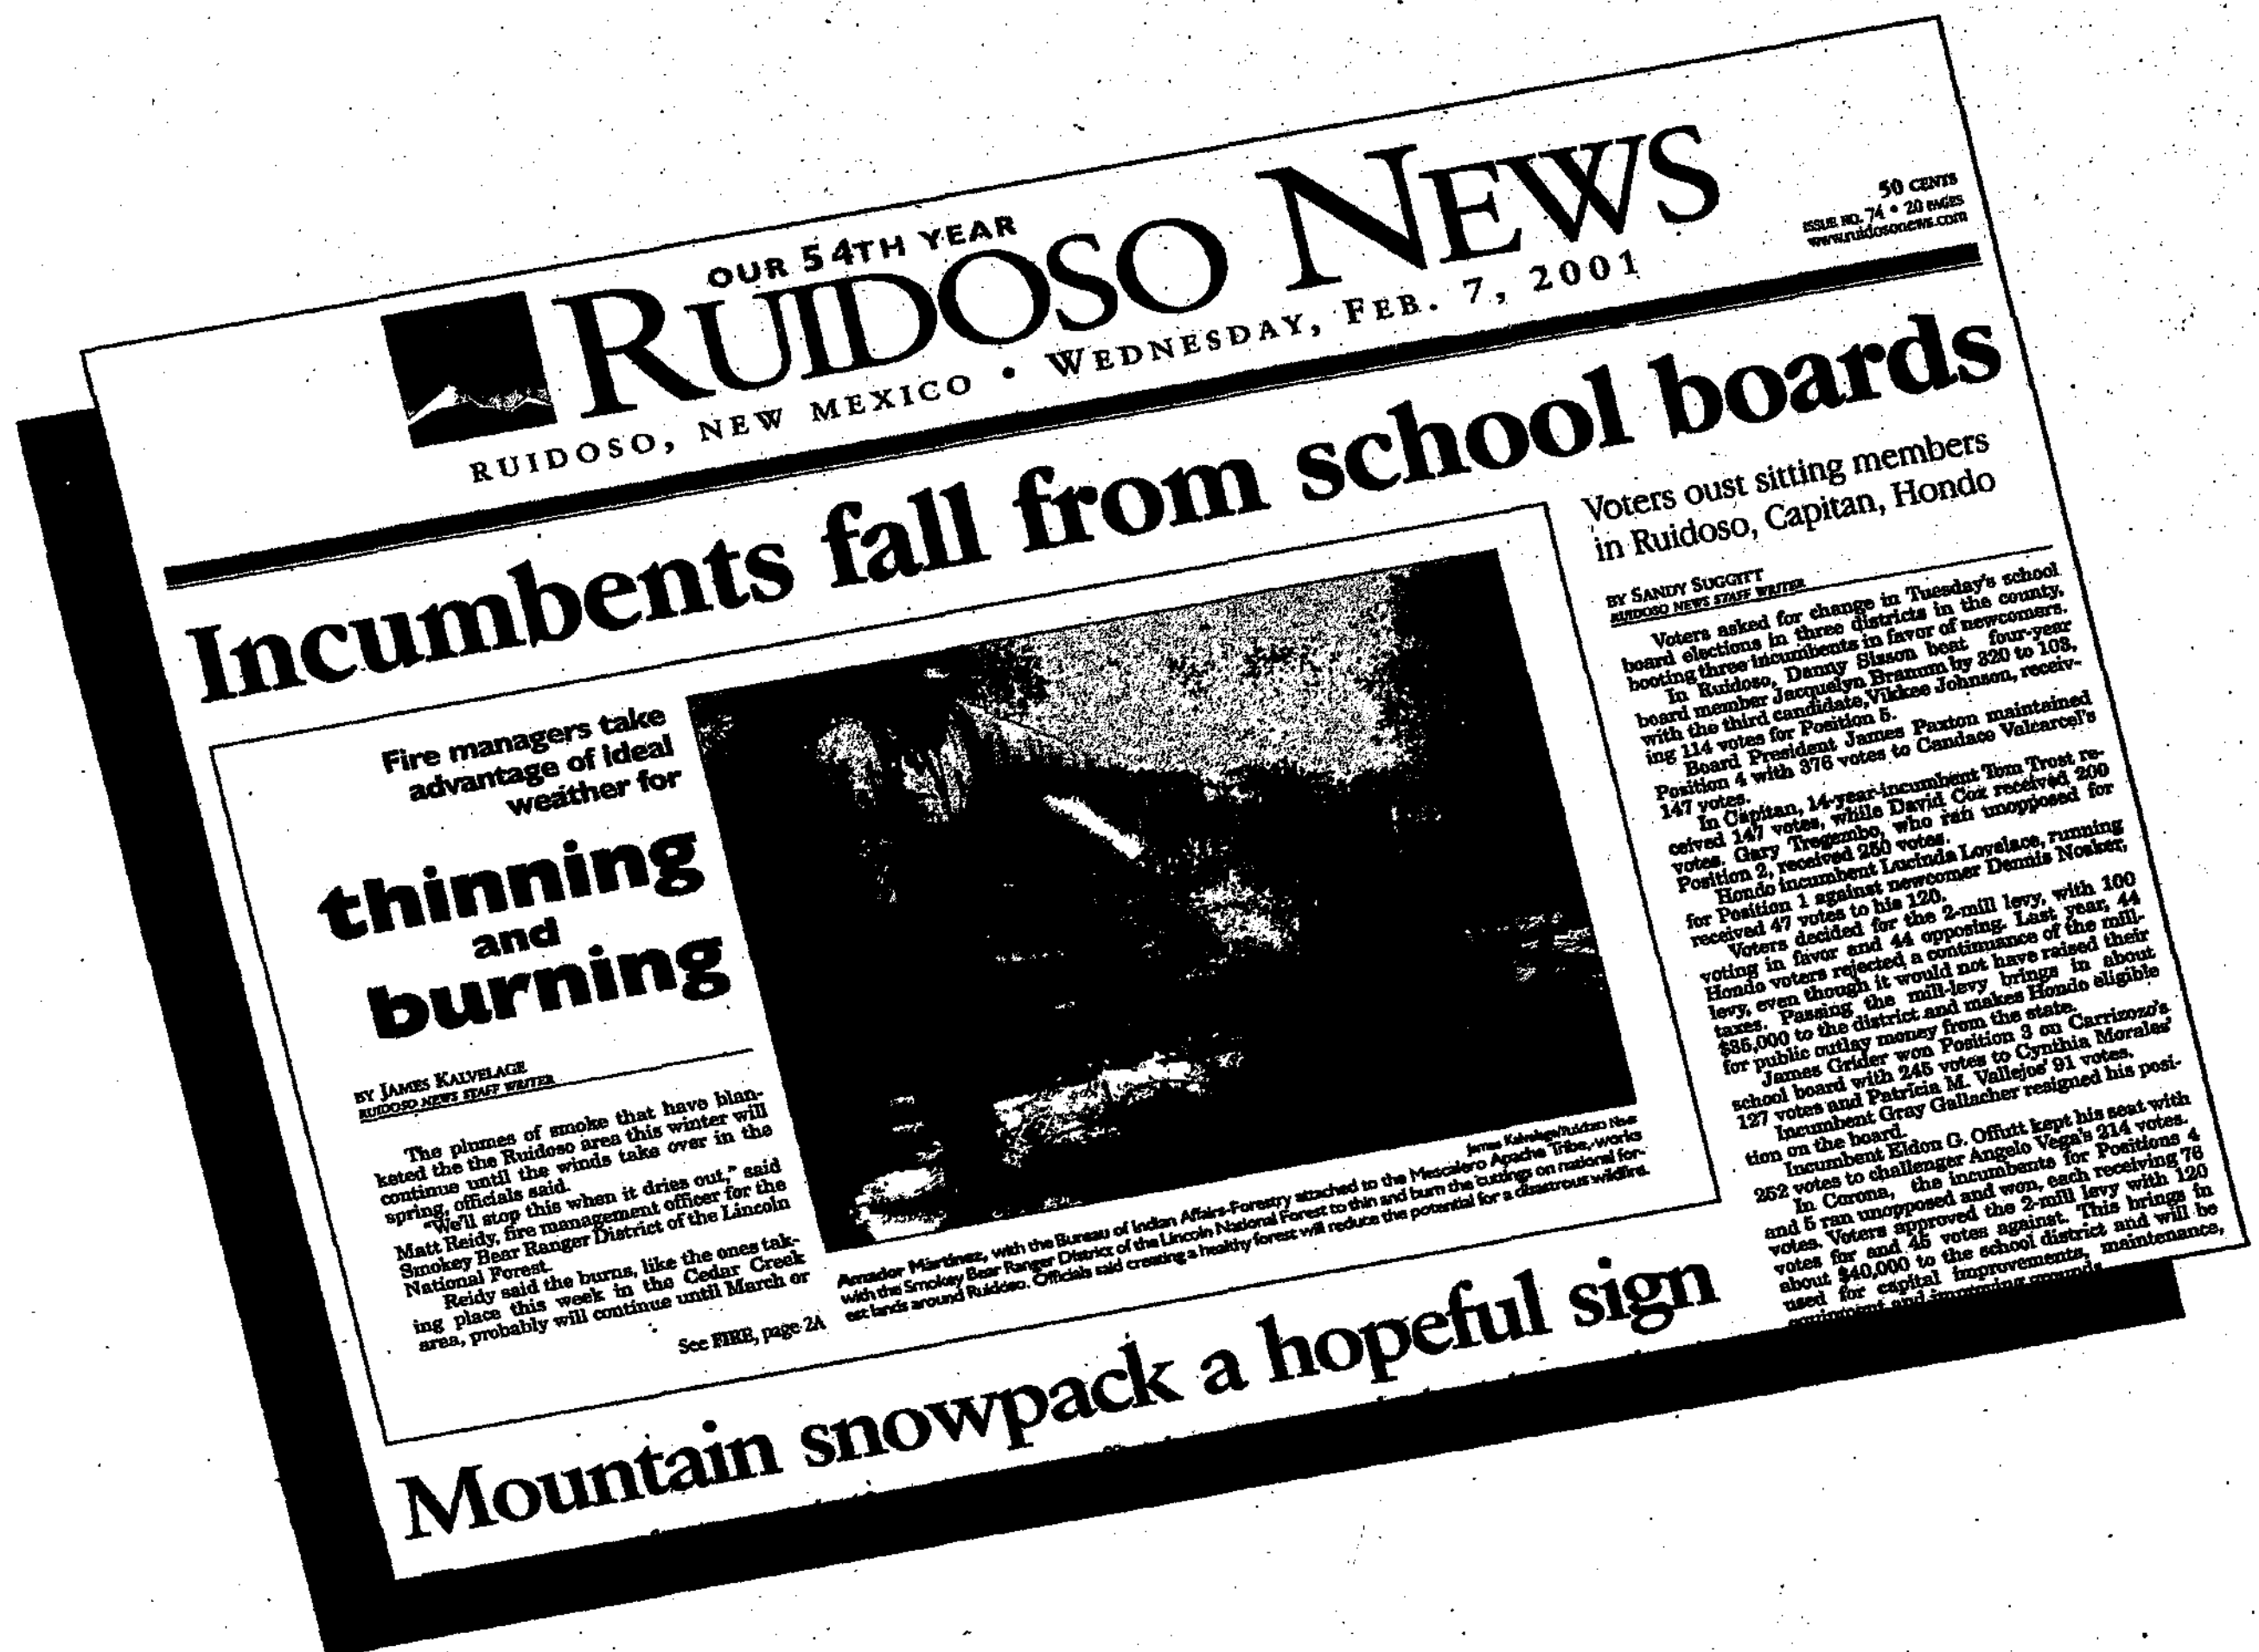 OUR 54TH YEAR
RUIDOSO NEWS
50 CENTS
ISSUE NO. 74 • 20 PAGES
www.ruidosonews.com
RUIDOSO, NEW MEXICO • WEDNESDAY, FEB. 7, 2001
Incumbents fall from school boards
Fire managers take
advantage of ideal
weather for
thinning
and
burning
BY JAMES KALVELAGE
RUIDOSO NEWS STAFF WRITER
The plumes of smoke that have blan-
keted the the Ruidoso area this winter will
continue until the winds take over in the
spring, officials said.
"We'll stop this when it dries out," said
Matt Reidy, fire management officer for the
Smokey Bear Ranger District of the Lincoln
National Forest.
Reidy said the burns, like the ones tak-
ing place this week in the Cedar Creek
area, probably will continue until March or
See FIRE, page 2A
James Kalvelage/Ruidoso News
Amador Martinez, with the Bureau of Indian Affairs-Forestry attached to the Mescalero Apache Tribe, works
with the Smokey Bear Ranger District of the Lincoln National Forest to thin and burn the cuttings on national for-
est lands around Ruidoso. Officials said creating a healthy forest will reduce the potential for a disastrous wildfire.
Voters oust sitting members
in Ruidoso, Capitan, Hondo
BY SANDY SUGGITT
RUIDOSO NEWS STAFF WRITER
Voters asked for change in Tuesday's school
board elections in three districts in the county,
booting three incumbents in favor of newcomers.
In Ruidoso, Danny Sisson beat four-year
board member Jacquelyn Branum by 320 to 103,
with the third candidate, Vikkee Johnson, receiv-
ing 114 votes for Position 5.
Board President James Paxton maintained
Position 4 with 376 votes to Candace Valcarcel's
147 votes.
In Capitan, 14-year-incumbent Tom Trost re-
ceived 147 votes, while David Cox received 200
votes. Gary Tregembo, who ran unopposed for
Position 2, received 250 votes.
Hondo incumbent Lucinda Lovelace, running
for Position 1 against newcomer Dennis Nosker,
received 47 votes to his 120.
Voters decided for the 2-mill levy, with 100
voting in favor and 44 opposing. Last year, 44
Hondo voters rejected a continuance of the mill-
levy, even though it would not have raised their
taxes. Passing the mill-levy brings in about
$35,000 to the district and makes Hondo eligible
for public outlay money from the state.
James Grider won Position 3 on Carrizozo's
school board with 245 votes to Cynthia Morales'
127 votes and Patricia M. Vallejos' 91 votes.
Incumbent Gray Gallacher resigned his posi-
tion on the board.
Incumbent Eldon G. Offutt kept his seat with
252 votes to challenger Angelo Vega's 214 votes.
In Corona, the incumbents for Positions 4
and 5 ran unopposed and won, each receiving 76
votes. Voters approved the 2-mill levy with 120
votes for and 45 votes against. This brings in
about $40,000 to the school district and will be
used for capital improvements, maintenance,
and improving grounds
Mountain snowpack a hopeful sign